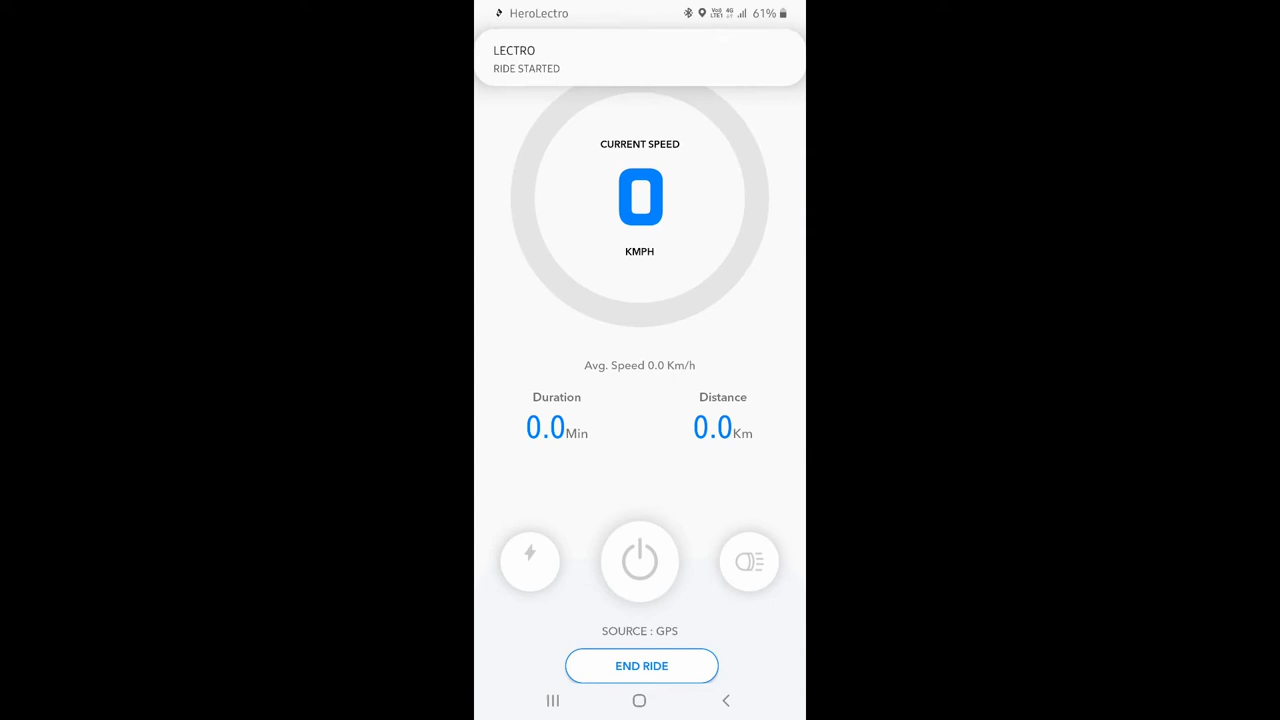 HeroLectro
61%
LECTRO
RIDE STARTED
CURRENT SPEED
0
KMPH
Avg. Speed 0.0 Km/h
Duration
Distance
0.0Min
0.0Km
SOURCE : GPS
END RIDE